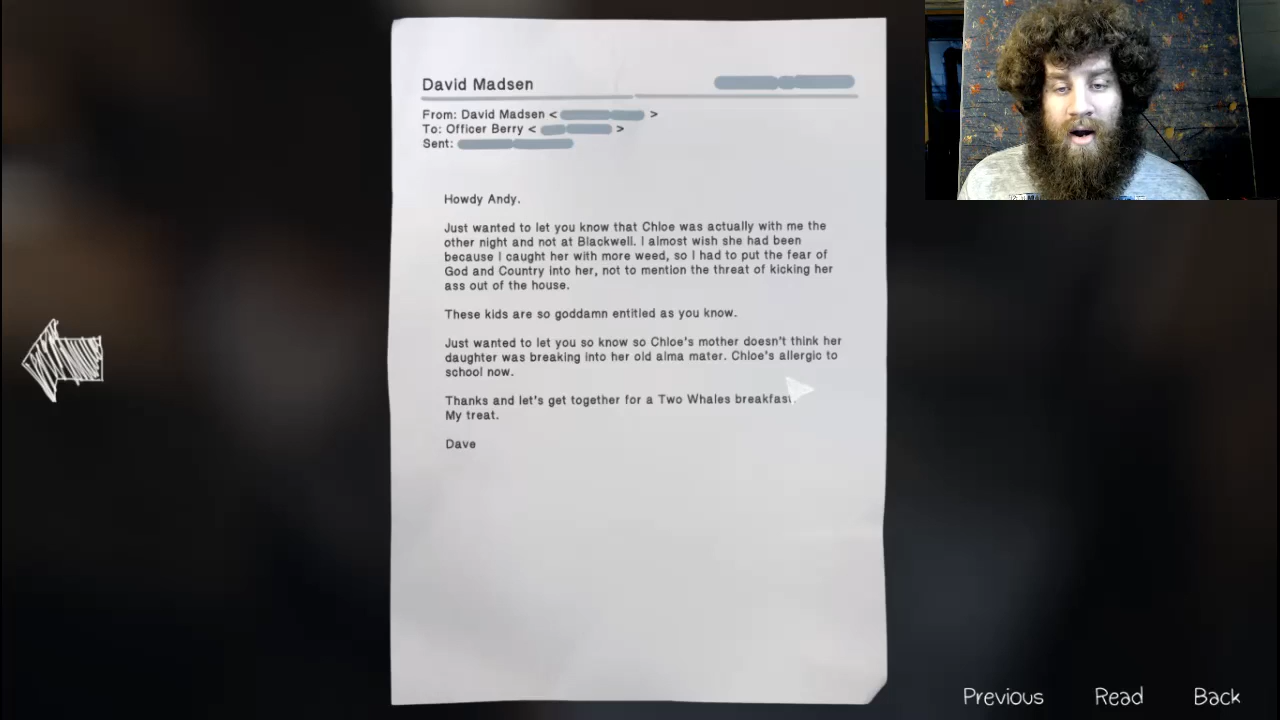 David Madsen
From: David Madsen < >
To: Officer Berry < >
Sent:
Howdy Andy.
Just wanted to let you know that Chloe was actually with me the
other night and not at Blackwell. I almost wish she had been
because I caught her with more weed, so I had to put the fear of
God and Country into her, not to mention the threat of kicking her
ass out of the house.
These kids are so goddamn entitled as you know.
Just wanted to let you so know so Chloe's mother doesn't think her
daughter was breaking into her old alma mater. Chloe's allergic to
school now.
Thanks and let's get together for a Two Whales breakfast.
My treat.
Dave
Previous Read Back